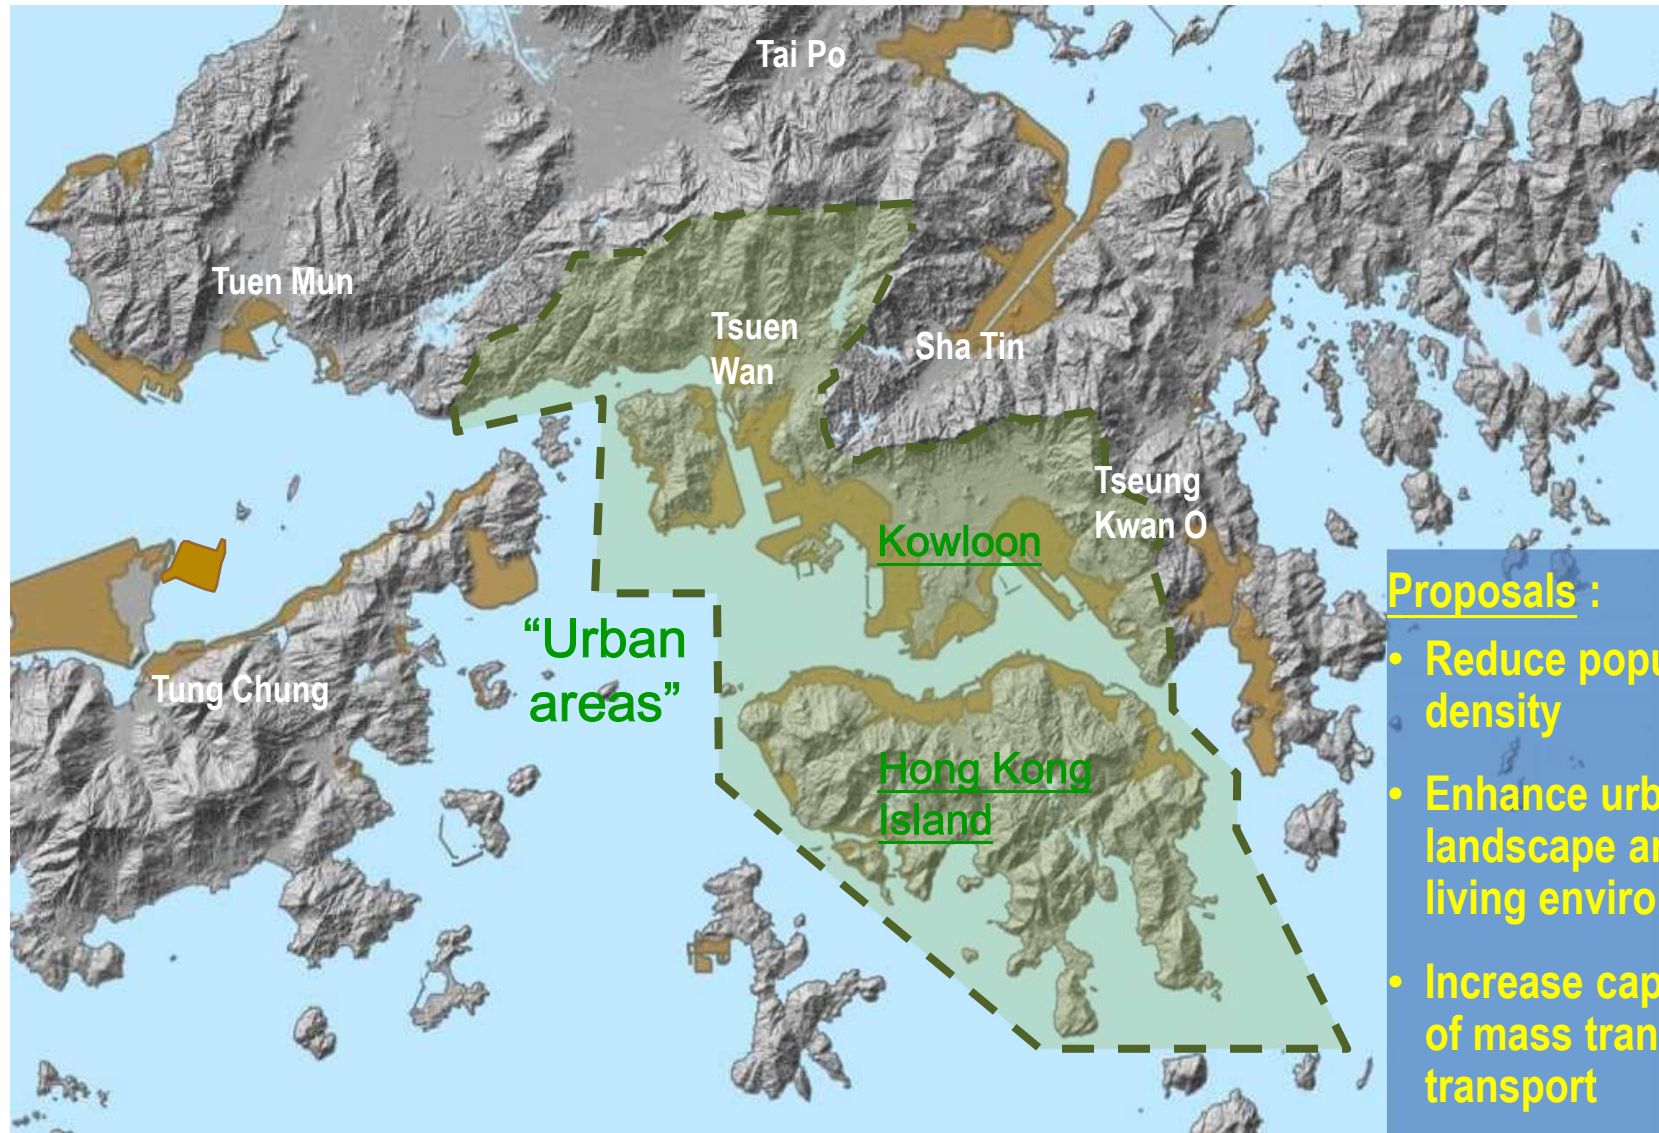 Tai Po
Tuen Mun
Tsuen
Wan
Sha Tin
Tseung
Kwan O
Kowloon
“Urban
areas”
Tung Chung
Hong Kong
Island
Proposals :
• Reduce popu
density
• Enhance urb
landscape a
living enviro
• Increase cap
of mass tran
transport